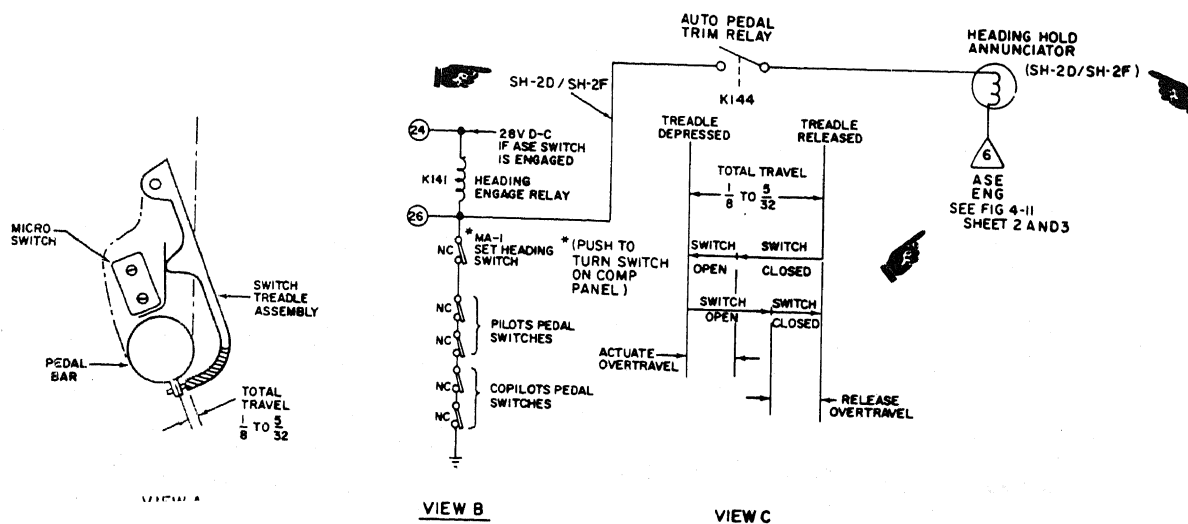 AUTO PEDAL
TRIM RELAY
K144
HEADING HOLD
ANNUNCIATOR
(SH-2D/SH-2F)
6
ASE
ENG
SEE FIG 4-11
SHEET 2 AND 3
SH-2D/SH-2F
24
28V D-C
IF ASE SWITCH
IS ENGAGED
K141
HEADING
ENGAGE RELAY
26
NC
* MA-1
SET HEADING
SWITCH
* (PUSH TO
TURN SWITCH
ON COMP
PANEL)
NC
NC
PILOTS PEDAL
SWITCHES
NC
NC
COPILOTS PEDAL
SWITCHES
VIEW B
TREADLE
DEPRESSED
TREADLE
RELEASED
TOTAL TRAVEL
1/8 TO 5/32
SWITCH
OPEN
SWITCH
CLOSED
SWITCH
OPEN
SWITCH
CLOSED
ACTUATE
OVERTRAVEL
RELEASE
OVERTRAVEL
VIEW C
MICRO
SWITCH
SWITCH
TREADLE
ASSEMBLY
PEDAL
BAR
TOTAL
TRAVEL
1/8 TO 5/32
VIEW A